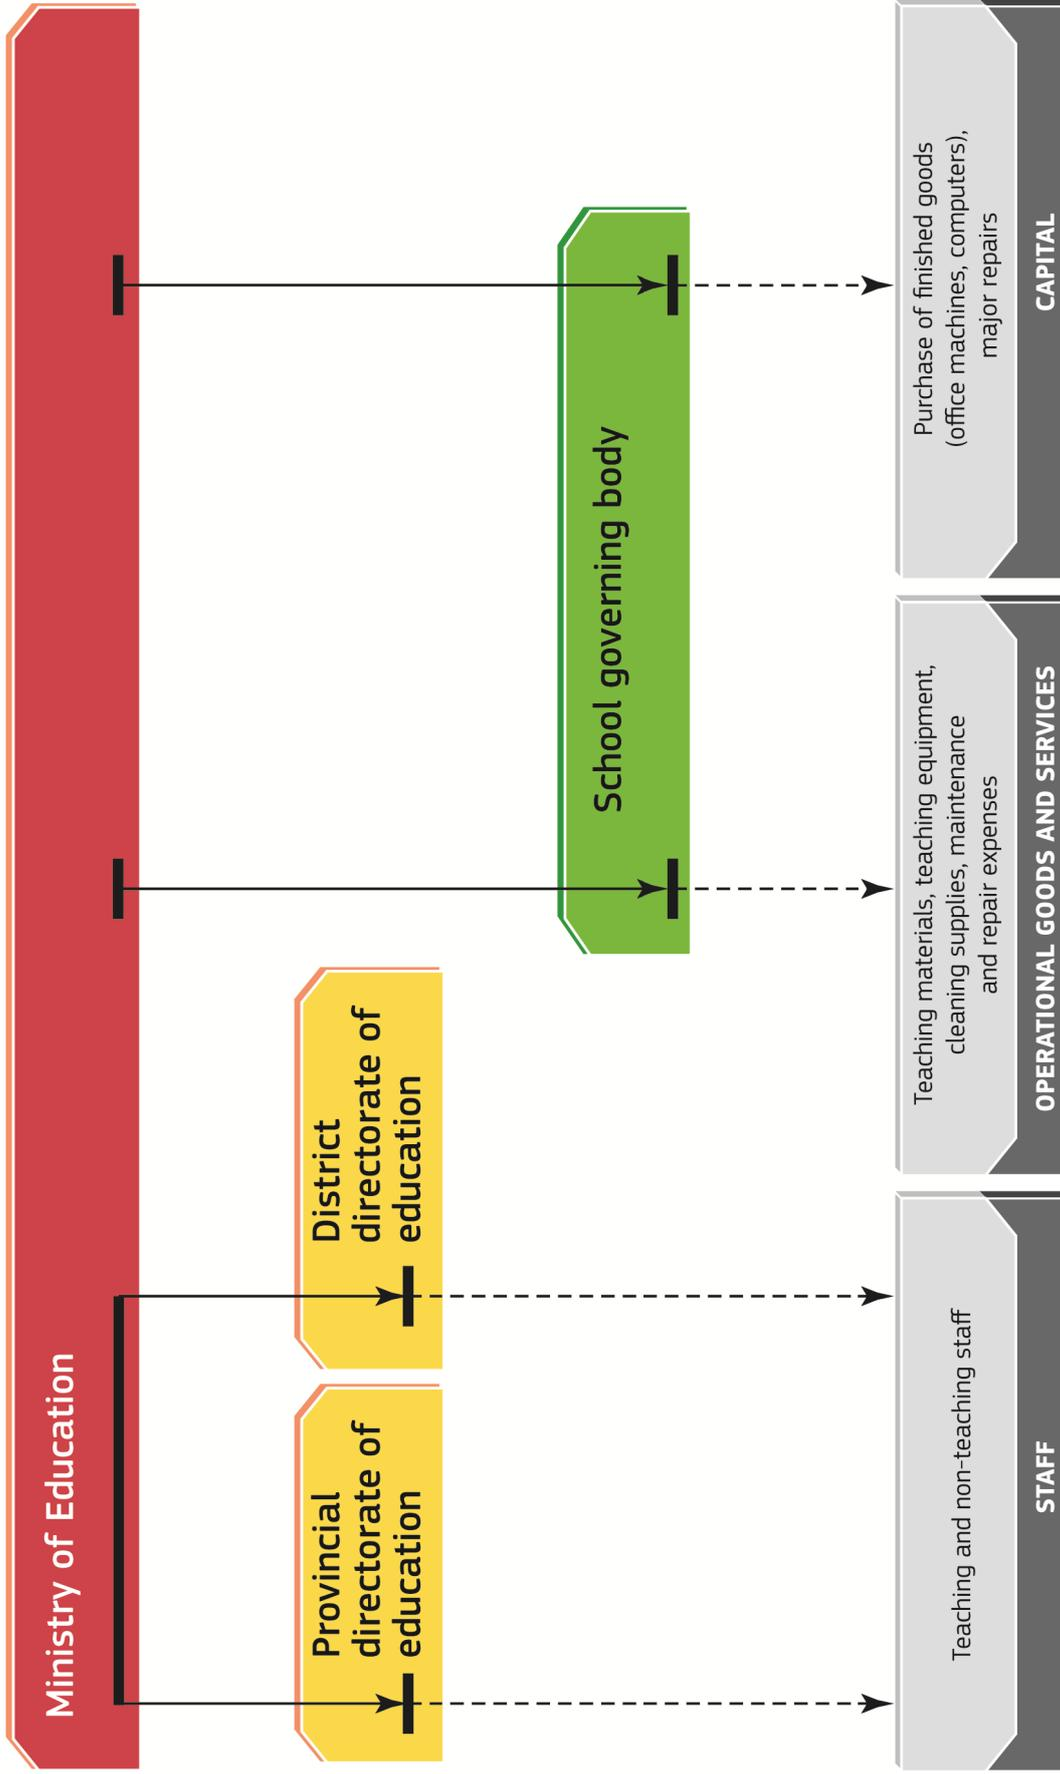 Ministry of Education
Provincial
directorate of
education
District
directorate of
education
School governing body
Teaching and non-teaching staff
STAFF
Teaching materials, teaching equipment,
cleaning supplies, maintenance
and repair expenses
OPERATIONAL GOODS AND SERVICES
Purchase of finished goods
(office machines, computers),
major repairs
CAPITAL